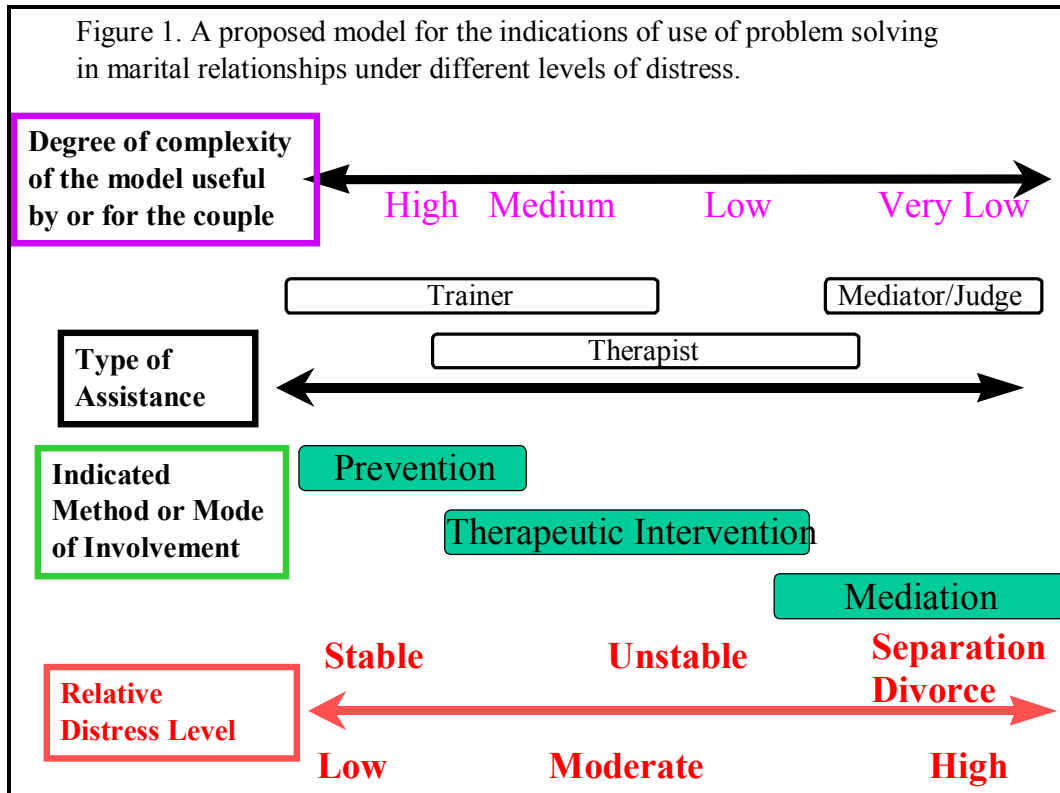 Figure 1. A proposed model for the indications of use of problem solving
in marital relationships under different levels of distress.
Degree of complexity
of the model useful
by or for the couple
High Medium Low Very Low
Trainer Mediator/Judge
Therapist
Type of
Assistance
Indicated
Method or Mode
of Involvement
Prevention
Therapeutic Intervention
Mediation
Stable Unstable Separation
Divorce
Relative
Distress Level
Low Moderate High